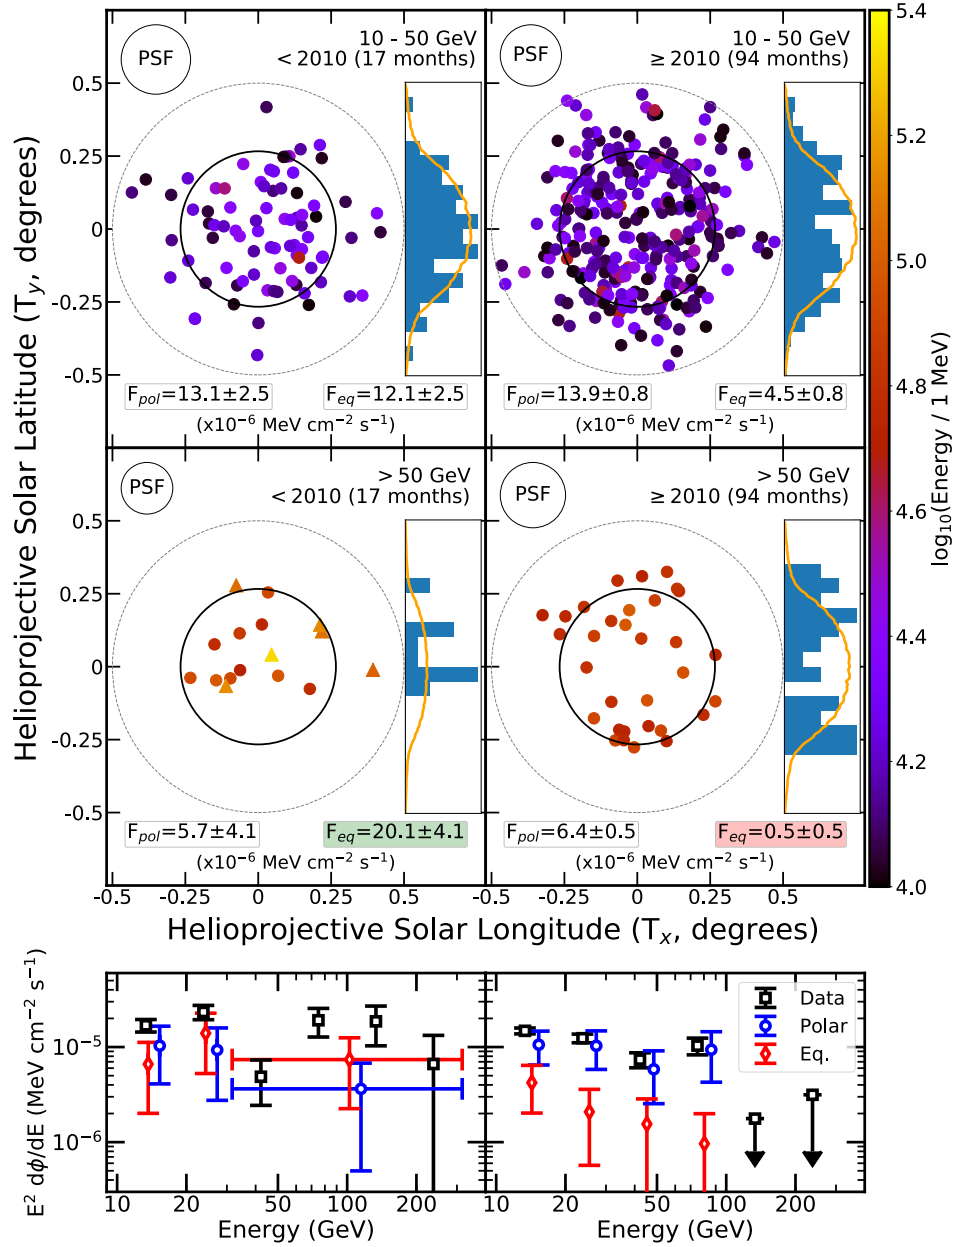 PSF
10 - 50 GeV
< 2010 (17 months)
0.5
0.25
0
-0.25
-0.5
F_pol=13.1±2.5
F_eq=12.1±2.5
(x10⁻⁶ MeV cm⁻² s⁻¹)
PSF
10 - 50 GeV
≥ 2010 (94 months)
F_pol=13.9±0.8
F_eq=4.5±0.8
(x10⁻⁶ MeV cm⁻² s⁻¹)
Helioprojective Solar Latitude (T_y, degrees)
PSF
> 50 GeV
< 2010 (17 months)
0.5
0.25
0
-0.25
-0.5
F_pol=5.7±4.1
F_eq=20.1±4.1
(x10⁻⁶ MeV cm⁻² s⁻¹)
PSF
> 50 GeV
≥ 2010 (94 months)
F_pol=6.4±0.5
F_eq=0.5±0.5
(x10⁻⁶ MeV cm⁻² s⁻¹)
-0.5 -0.25 0 0.25 0.5 -0.25 0 0.25 0.5
Helioprojective Solar Longitude (T_x, degrees)
5.4
5.2
5.0
4.8
4.6
4.4
4.2
4.0
log₁₀(Energy / 1 MeV)
E² dϕ/dE (MeV cm⁻² s⁻¹)
10⁻⁵
10⁻⁶
10 20 50 100 200
Energy (GeV)
Data
Polar
Eq.
10 20 50 100 200
Energy (GeV)